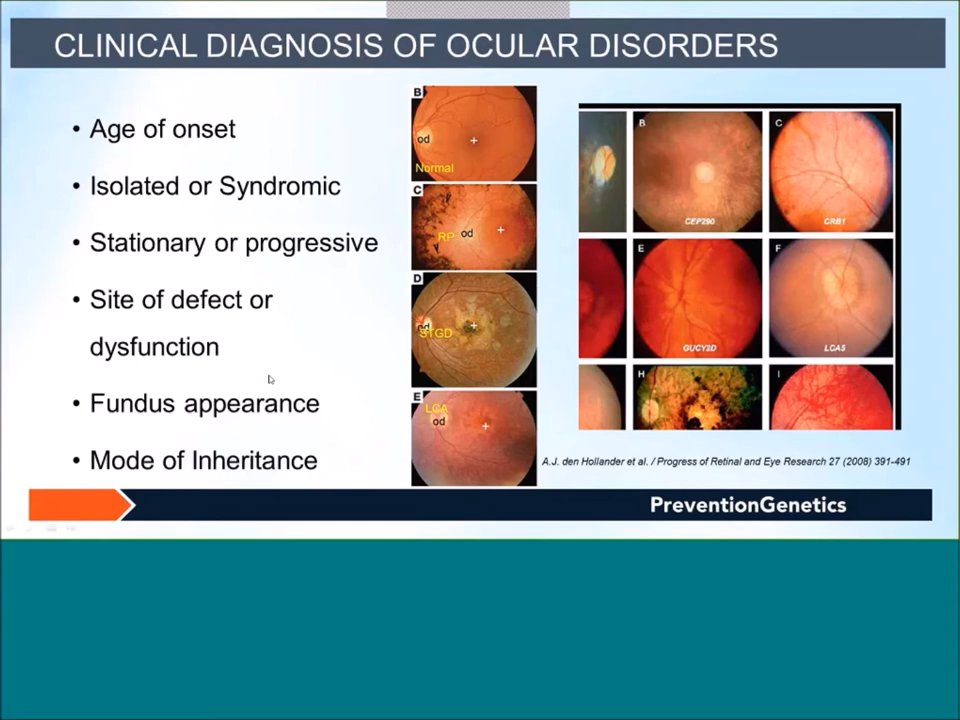 CLINICAL DIAGNOSIS OF OCULAR DISORDERS
• Age of onset
• Isolated or Syndromic
• Stationary or progressive
• Site of defect or
dysfunction
• Fundus appearance
• Mode of Inheritance
B
od
Normal
C
RP od
D
od
STGD
E
LCA
od
B
CEP290
C
CRB1
E
GUCY2D
F
LCA5
H
I
A.J. den Hollander et al. / Progress of Retinal and Eye Research 27 (2008) 391-491
PreventionGenetics